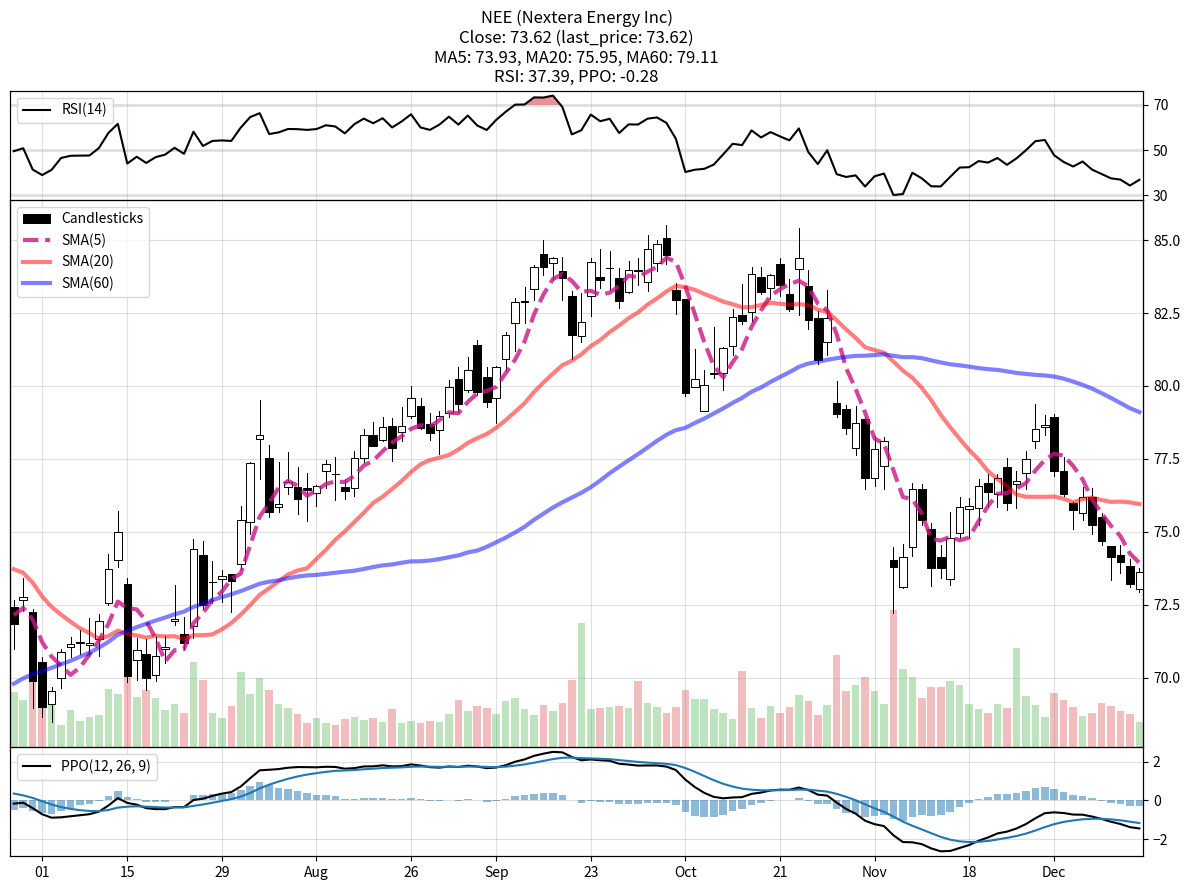 NEE (Nextera Energy Inc)
Close: 73.62 (last_price: 73.62)
MA5: 73.93, MA20: 75.95, MA60: 79.11
RSI: 37.39, PPO: -0.28
RSI(14)
70
50
30
Candlesticks
SMA(5)
SMA(20)
SMA(60)
85.0
82.5
80.0
77.5
75.0
72.5
70.0
PPO(12, 26, 9)
2
0
−2
01 15 29 Aug 26 Sep 23 Oct 21 Nov 18 Dec